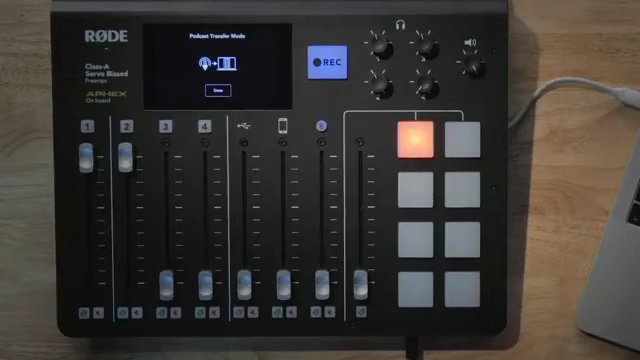 RØDE
Class-A
Servo Biased
Preamps
APHEX
On board
Podcast Transfer Mode
Done
REC
1
2
3
4